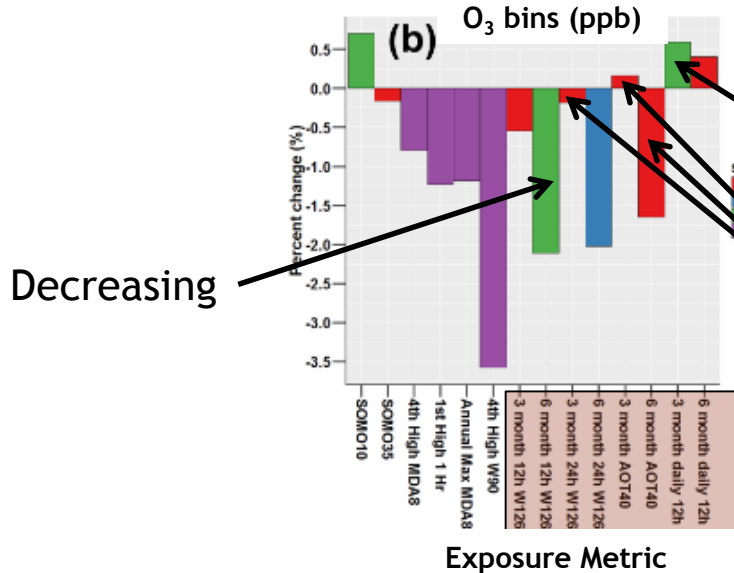 O₃ bins (ppb)
(b)
0.5
0.0
-0.5
-1.0
-1.5
-2.0
-2.5
-3.0
-3.5
Percent change (%)
Decreasing
SOMO10
SOMO35
4th High MDA8
1st High 1 Hr
Annual Max MDA8
4th High W90
3 month 12h W126
6 month 12h W126
3 month 24h W126
6 month 24h W126
3 month AOT40
6 month AOT40
3 month daily 12h
6 month daily 12h
Exposure Metric